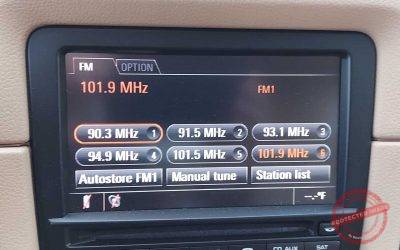 FM OPTION
101.9 MHz FM1
90.3 MHz 1 91.5 MHz 2 93.1 MHz 3
94.9 MHz 4 101.5 MHz 5 101.9 MHz 6
Autostore FM1 Manual tune Station list
--.-°F
CD AUX SAT
PROTECTED